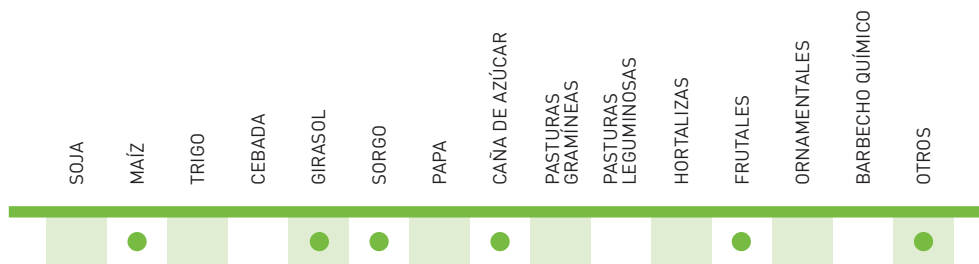 SOJA
MAÍZ
TRIGO
CEBADA
GIRASOL
SORGO
PAPA
CAÑA DE AZÚCAR
PASTURAS
GRAMÍNEAS
PASTURAS
LEGUMINOSAS
HORTALIZAS
FRUTALES
ORNAMENTALES
BARBECHO QUÍMICO
OTROS